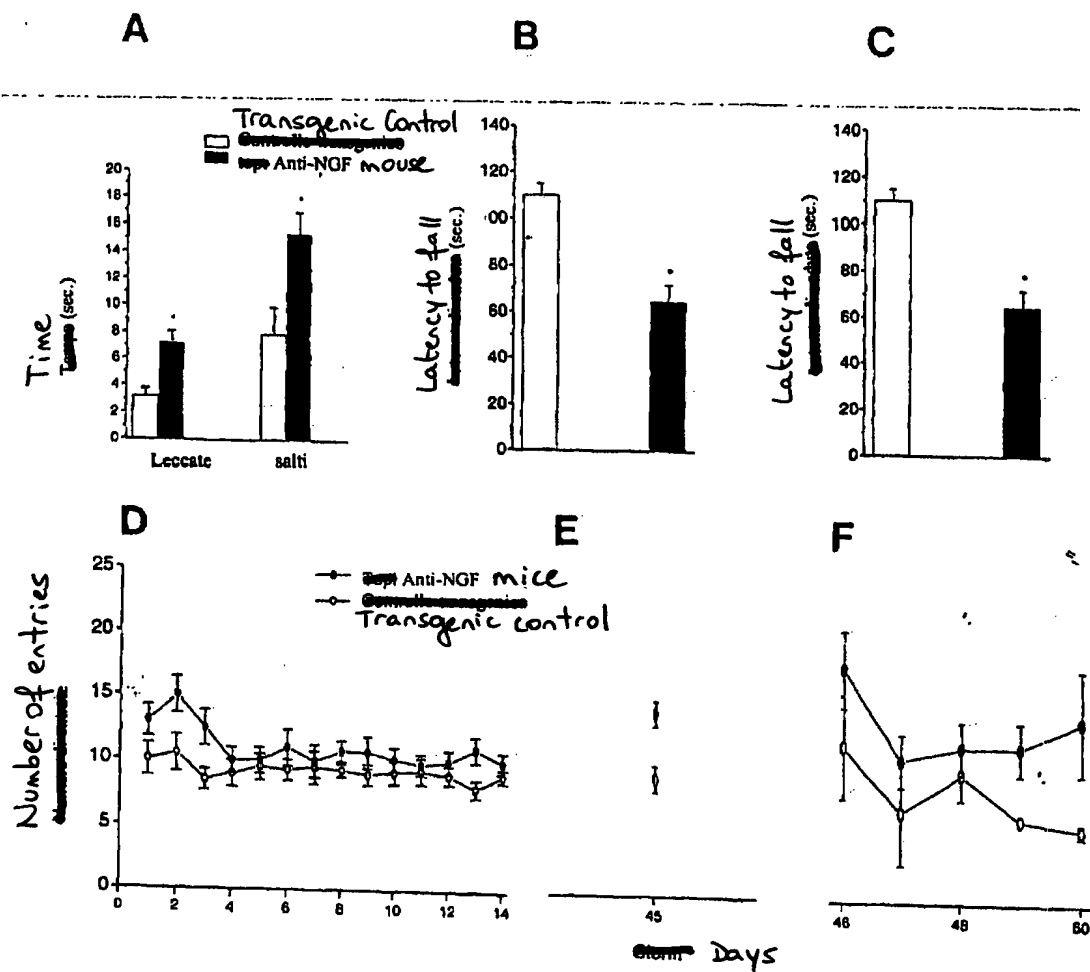 A
B
C
Transgenic Control
Anti-NGF mouse
20
18
16
14
12
10
8
6
4
2
0
Time
(sec.)
Leccate
salti
140
120
00
80
60
40
20
0
Latency to fall
(sec.)
140
120
100
80
60
40
20
0
Latency to fall
(sec.)
D
E
F
Anti-NGF mice
Transgenic control
25
20
15
10
5
0
Number of entries
0 2 4 6 8 10 12 14
45
46 48 50
Days